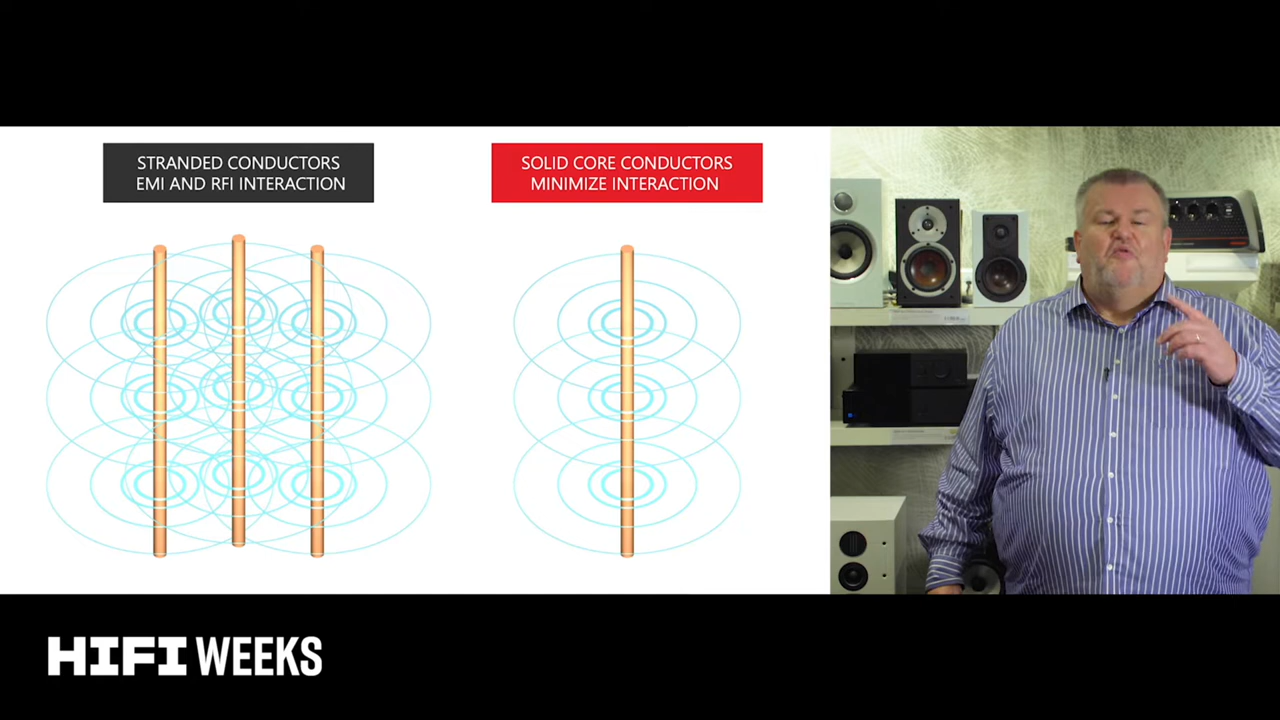 STRANDED CONDUCTORS
EMI AND RFI INTERACTION
SOLID CORE CONDUCTORS
MINIMIZE INTERACTION
HIFI WEEKS